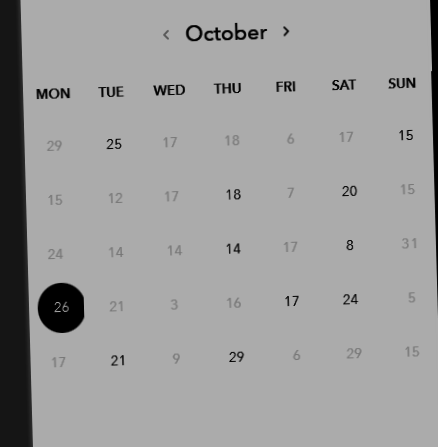 ‹ October ›
MON TUE WED THU FRI SAT SUN
29 25 17 18 6 17 15
15 12 17 18 7 20 15
24 14 14 14 17 8 31
26 21 3 16 17 24 5
17 21 9 29 6 29 15